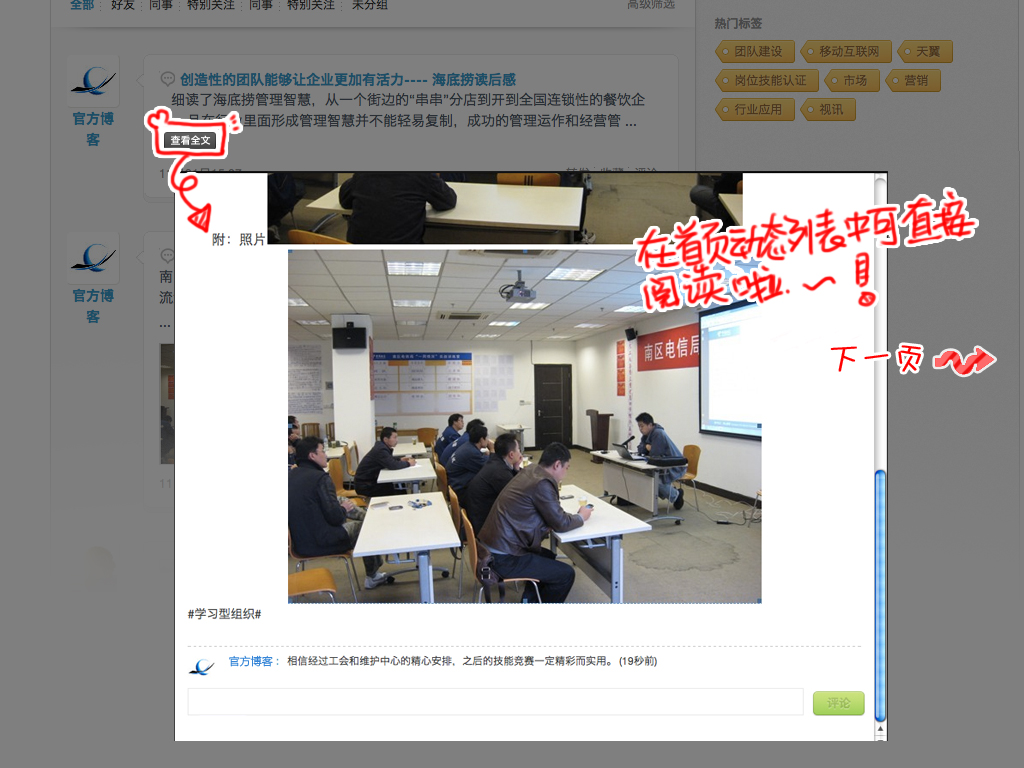 全部 好友 同事 特别关注 同事 特别关注 未分组
高级筛选
热门标签
团队建设 移动互联网 天翼
岗位技能认证 市场 营销
行业应用 视讯
官方博客
创造性的团队能够让企业更加有活力---- 海底捞读后感
细读了海底捞管理智慧，从一个街边的“串串”分店到开到全国连锁性的餐饮企
里面形成管理智慧并不能轻易复制，成功的管理运作和经营管 ...
查看全文
官方博客
南
流
...
11
附：照片
在首页动态列表中可直接
阅读啦.~！
下一页
南区电信局
#学习型组织#
官方博客： 相信经过工会和维护中心的精心安排，之后的技能竞赛一定精彩而实用。 (19秒前)
评论